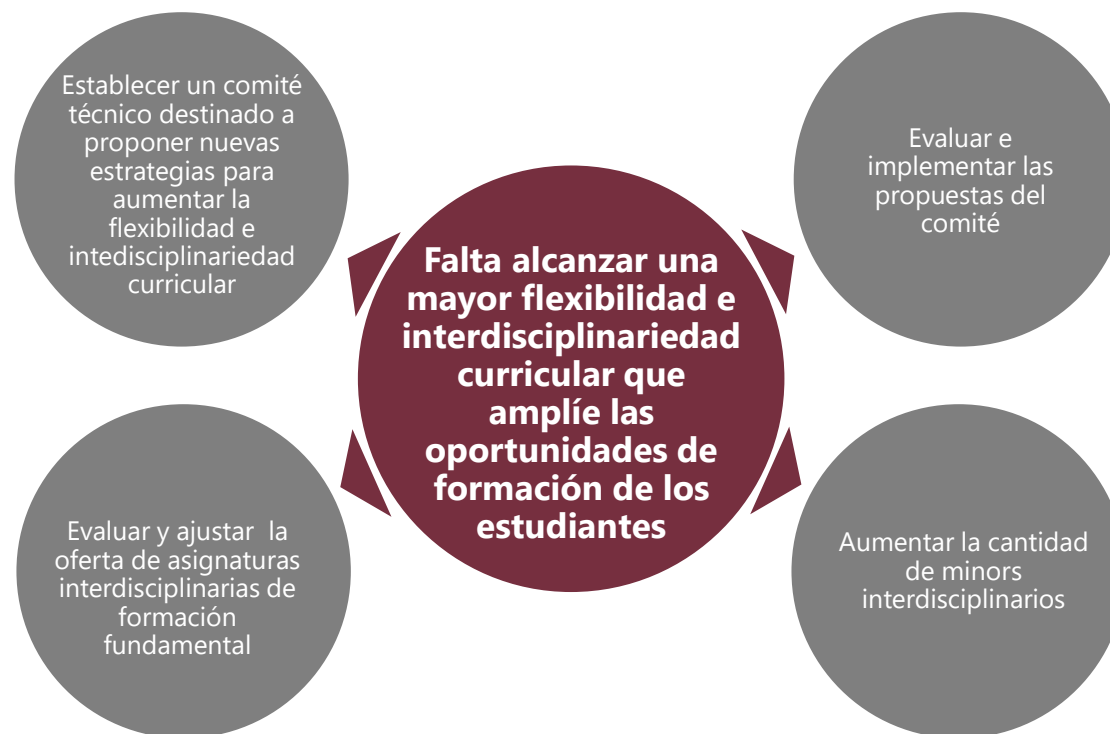 Establecer un comité
técnico destinado a
proponer nuevas
estrategias para
aumentar la
flexibilidad e
intedisciplinariedad
curricular
Evaluar e
implementar las
propuestas del
comité
Falta alcanzar una
mayor flexibilidad e
interdisciplinariedad
curricular que
amplíe las
oportunidades de
formación de los
estudiantes
Evaluar y ajustar la
oferta de asignaturas
interdisciplinarias de
formación
fundamental
Aumentar la cantidad
de minors
interdisciplinarios